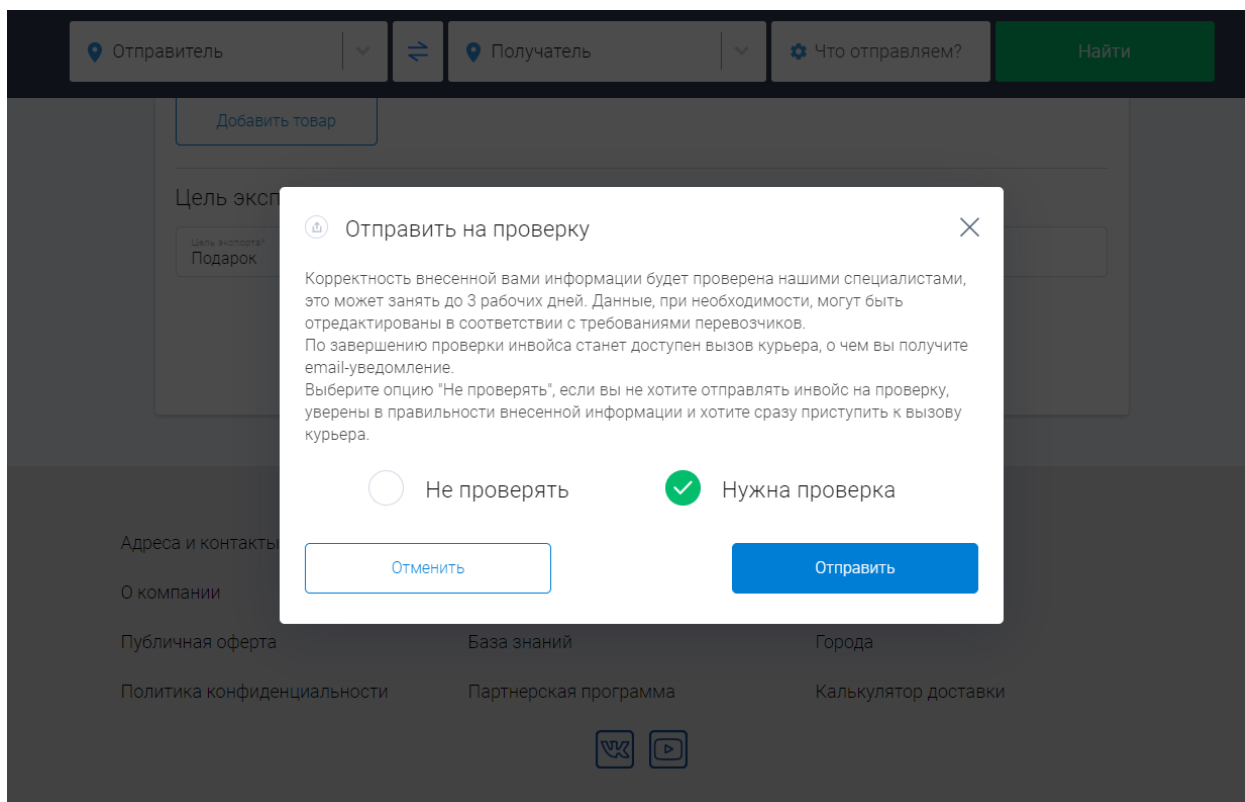 Отправитель
Получатель
Что отправляем?
Найти
Добавить товар
Цель эксп
Цель экспорта*
Подарок
Отправить на проверку
Корректность внесенной вами информации будет проверена нашими специалистами,
это может занять до 3 рабочих дней. Данные, при необходимости, могут быть
отредактированы в соответствии с требованиями перевозчиков.
По завершению проверки инвойса станет доступен вызов курьера, о чем вы получите
email-уведомление.
Выберите опцию "Не проверять", если вы не хотите отправлять инвойс на проверку,
уверены в правильности внесенной информации и хотите сразу приступить к вызову
курьера.
Не проверять
Нужна проверка
Отменить
Отправить
Адреса и контакты
О компании
Публичная оферта
База знаний
Города
Политика конфиденциальности
Партнерская программа
Калькулятор доставки